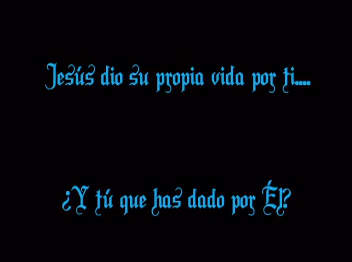 Jesús dio su propia vida por ti....
¿Y tú que has dado por Él?